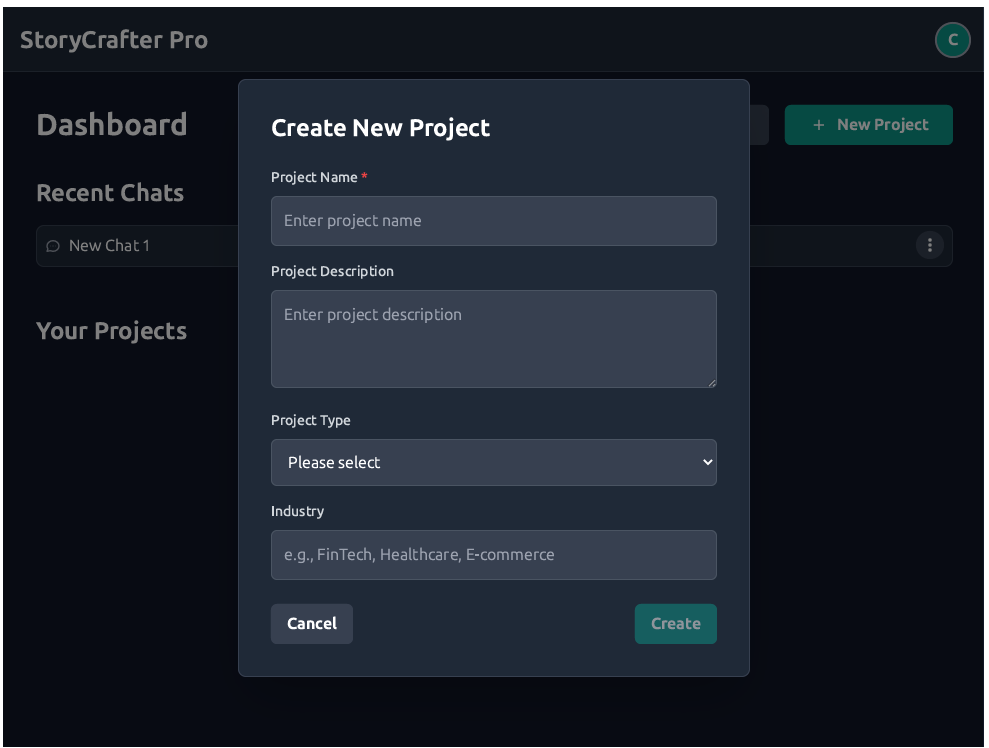 StoryCrafter Pro
C
Dashboard
+ New Project
Recent Chats
New Chat 1
Your Projects
Create New Project
Project Name *
Enter project name
Project Description
Enter project description
Project Type
Please select
Industry
e.g., FinTech, Healthcare, E-commerce
Cancel
Create